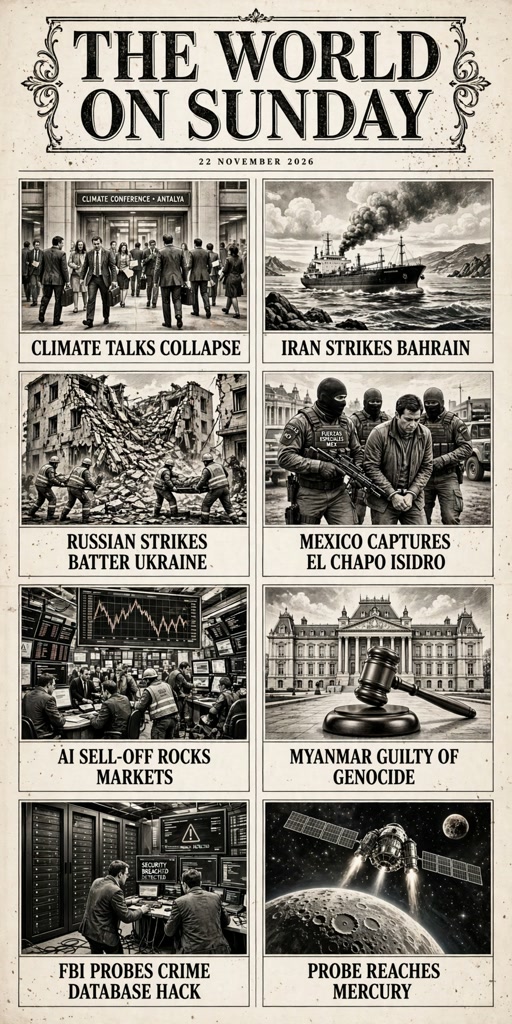 THE WORLD
ON SUNDAY
22 NOVEMBER 2026
CLIMATE CONFERENCE • ANTALYA
CLIMATE TALKS COLLAPSE
IRAN STRIKES BAHRAIN
RUSSIAN STRIKES
BATTER UKRAINE
FUERZAS
ESPECIALES
MEX
MEXICO CAPTURES
EL CHAPO ISIDRO
AI SELL-OFF ROCKS
MARKETS
MYANMAR GUILTY OF
GENOCIDE
SECURITY
BREACHED
DETECTED
FBI PROBES CRIME
DATABASE HACK
PROBE REACHES
MERCURY